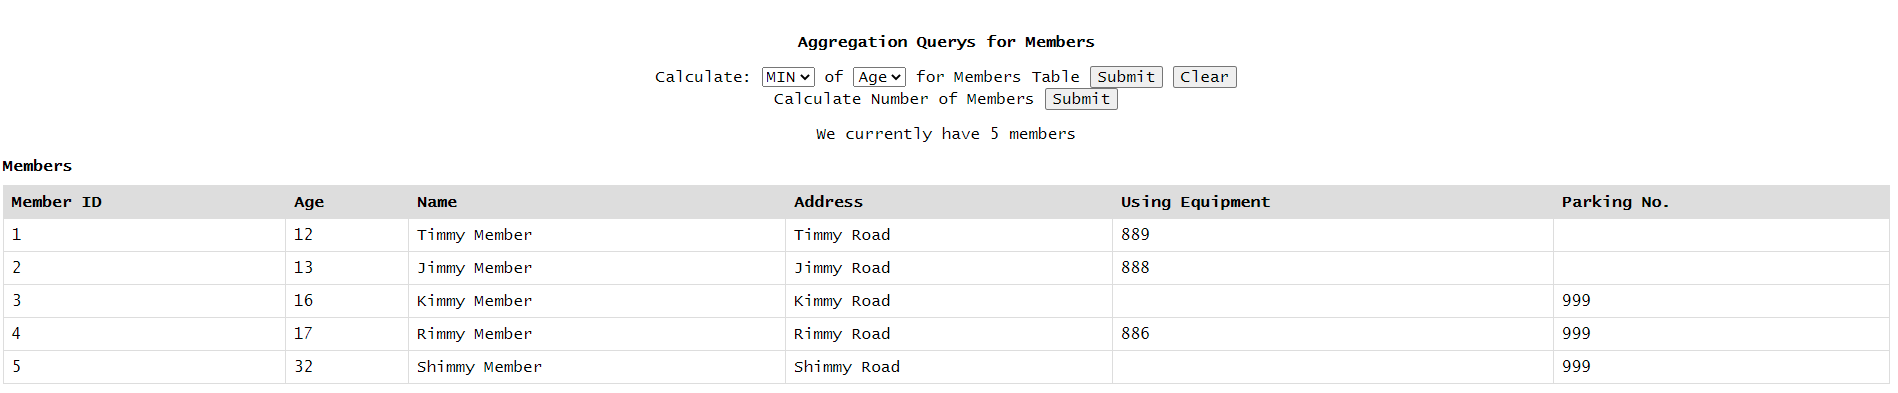 Aggregation Querys for Members
Calculate: MIN of Age for Members Table Submit Clear
Calculate Number of Members Submit
We currently have 5 members
Members
Member ID Age Name Address Using Equipment Parking No.
1 12 Timmy Member Timmy Road 889
2 13 Jimmy Member Jimmy Road 888
3 16 Kimmy Member Kimmy Road 999
4 17 Rimmy Member Rimmy Road 886 999
5 32 Shimmy Member Shimmy Road 999